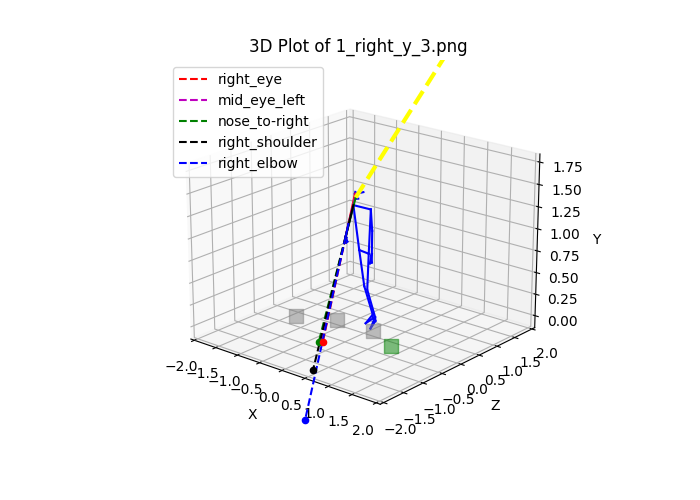 3D Plot of 1_right_y_3.png
right_eye
mid_eye_left
nose_to-right
right_shoulder
right_elbow
1.75
1.50
1.25
1.00
0.75
0.50
0.25
0.00
Y
−2.0
−1.5
−1.0
−0.5
0.0
0.5
1.0
1.5
2.0
X
−2.0
−1.5
−1.0
−0.5
0.0
0.5
1.0
1.5
2.0
Z